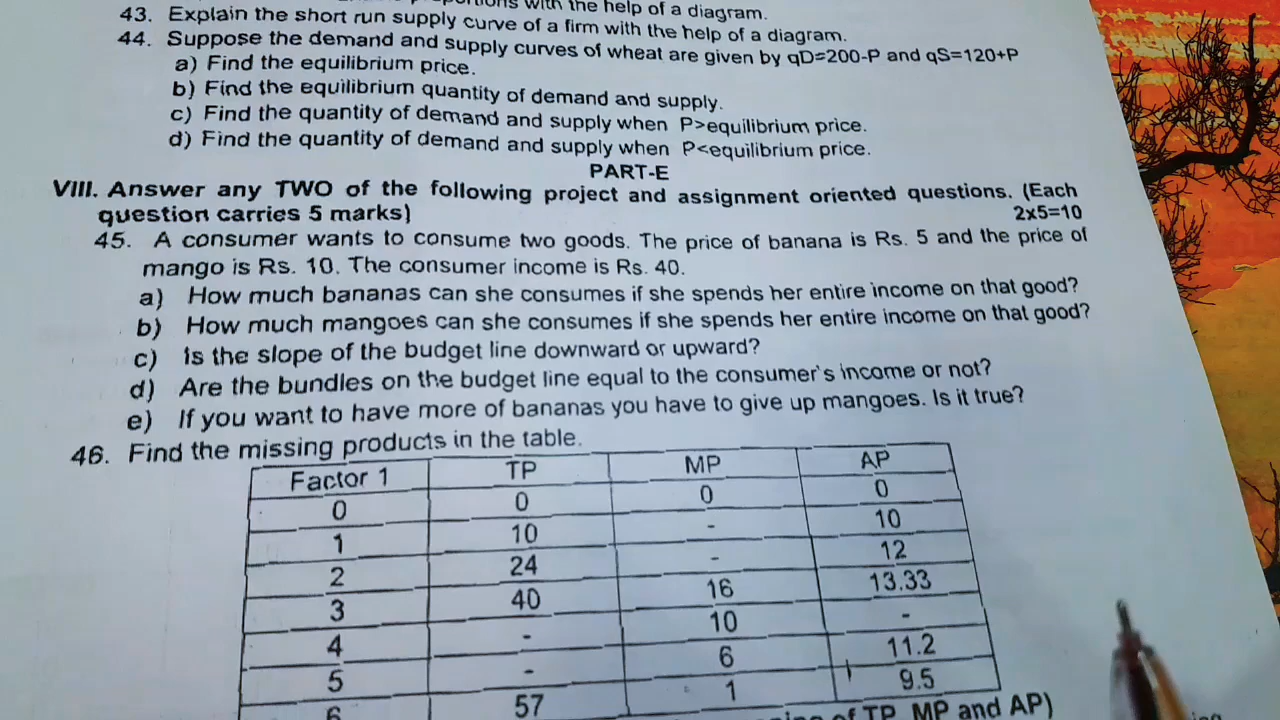 with the help of a diagram.
43. Explain the short run supply curve of a firm with the help of a diagram.
44. Suppose the demand and supply curves of wheat are given by qD=200-P and qS=120+P
a) Find the equilibrium price.
b) Find the equilibrium quantity of demand and supply.
c) Find the quantity of demand and supply when P>equilibrium price.
d) Find the quantity of demand and supply when P<equilibrium price.
PART-E
VIII. Answer any TWO of the following project and assignment oriented questions. (Each
question carries 5 marks) 2x5=10
45. A consumer wants to consume two goods. The price of banana is Rs. 5 and the price of
mango is Rs. 10. The consumer income is Rs. 40.
a) How much bananas can she consumes if she spends her entire income on that good?
b) How much mangoes can she consumes if she spends her entire income on that good?
c) Is the slope of the budget line downward or upward?
d) Are the bundles on the budget line equal to the consumer's income or not?
e) If you want to have more of bananas you have to give up mangoes. Is it true?
46. Find the missing products in the table.
Factor 1 TP MP AP
0 0 0 0
1 10 - 10
2 24 - 12
3 40 16 13.33
4 - 10 -
5 - 6 11.2
6 57 1 9.5
of TP, MP and AP)